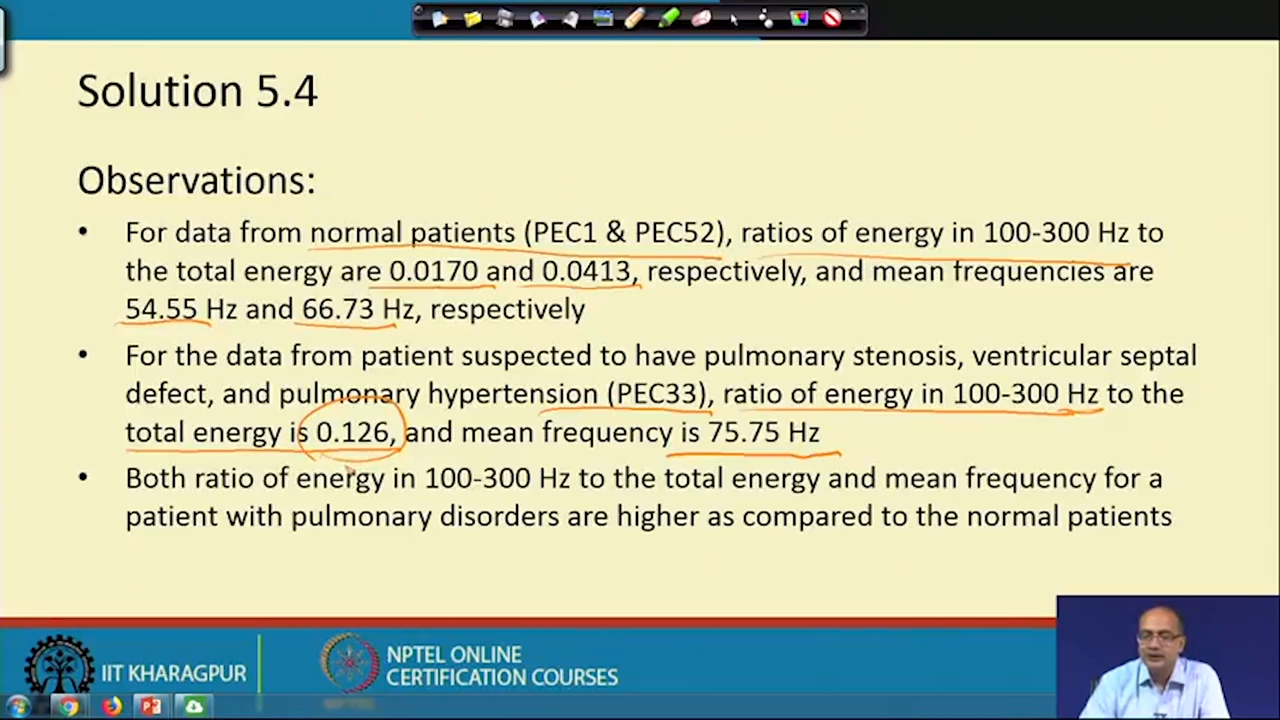 Solution 5.4
Observations:
• For data from normal patients (PEC1 & PEC52), ratios of energy in 100-300 Hz to
the total energy are 0.0170 and 0.0413, respectively, and mean frequencies are
54.55 Hz and 66.73 Hz, respectively
• For the data from patient suspected to have pulmonary stenosis, ventricular septal
defect, and pulmonary hypertension (PEC33), ratio of energy in 100-300 Hz to the
total energy is 0.126, and mean frequency is 75.75 Hz
• Both ratio of energy in 100-300 Hz to the total energy and mean frequency for a
patient with pulmonary disorders are higher as compared to the normal patients
IIT KHARAGPUR
NPTEL ONLINE
CERTIFICATION COURSES